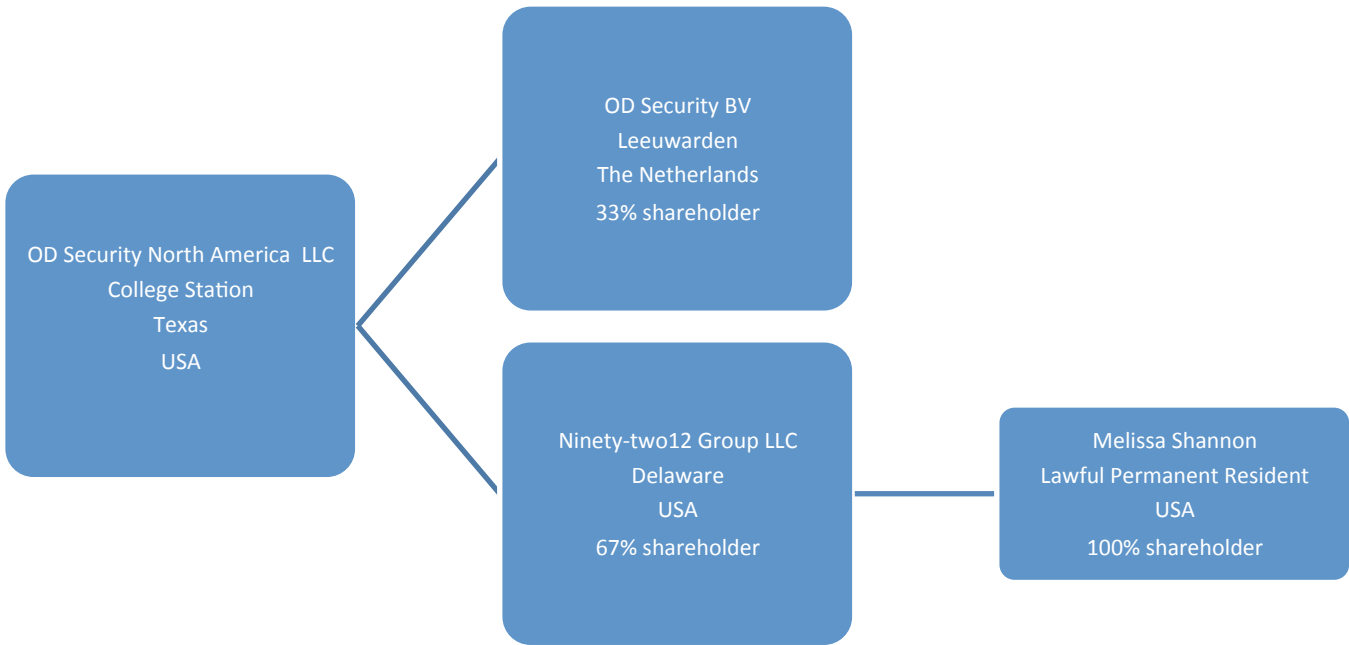 OD Security North America  LLC
College Station
Texas
USA
OD Security BV
Leeuwarden
The Netherlands
33% shareholder
Ninety-two12 Group LLC
Delaware
USA
67% shareholder
Melissa Shannon
Lawful Permanent Resident
USA
100% shareholder